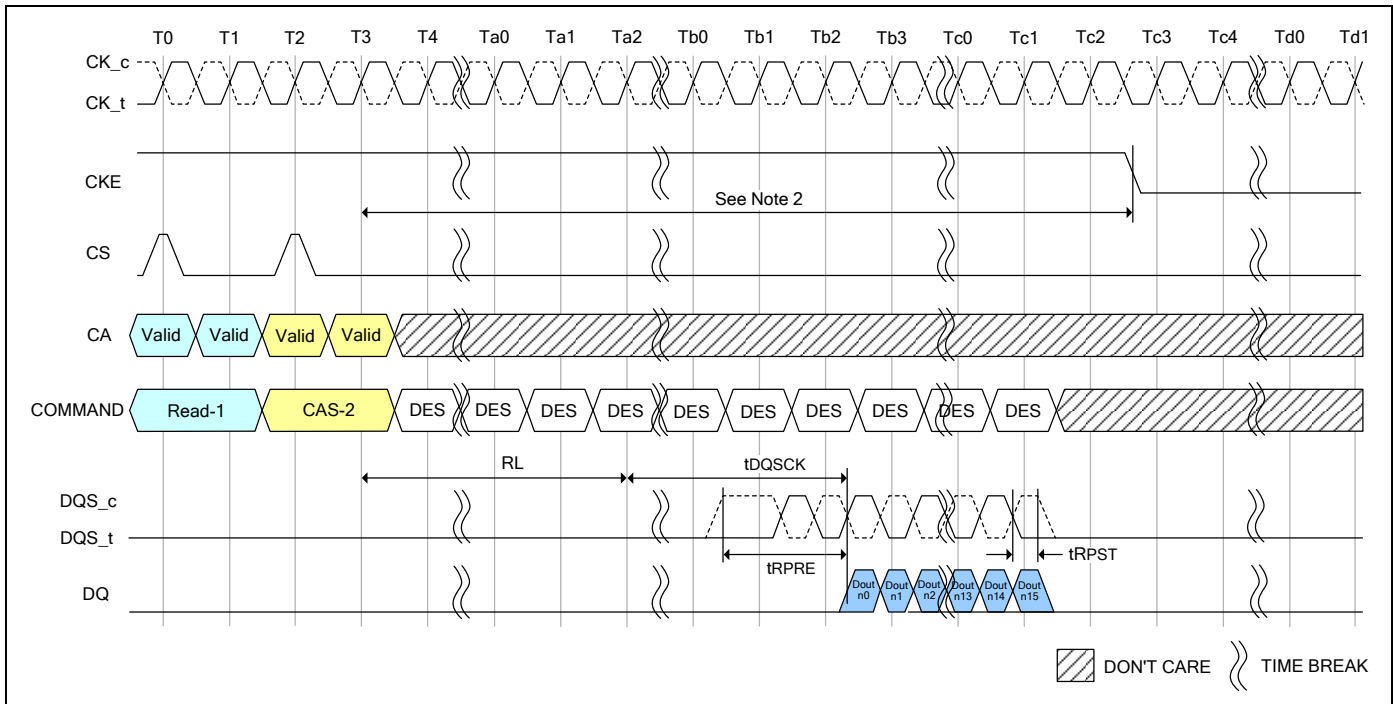 T0 T1 T2 T3 T4 Ta0 Ta1 Ta2 Tb0 Tb1 Tb2 Tb3 Tc0 Tc1 Tc2 Tc3 Tc4 Td0 Td1
CK_c
CK_t
CKE
See Note 2
CS
CA Valid Valid Valid Valid
COMMAND Read-1 CAS-2 DES DES DES DES DES DES DES DES DES DES
RL tDQSCK
DQS_c
DQS_t
tRPRE tRPST
DQ
Dout n0 Dout n1 Dout n2 Dout n13 Dout n14 Dout n15
DON'T CARE TIME BREAK